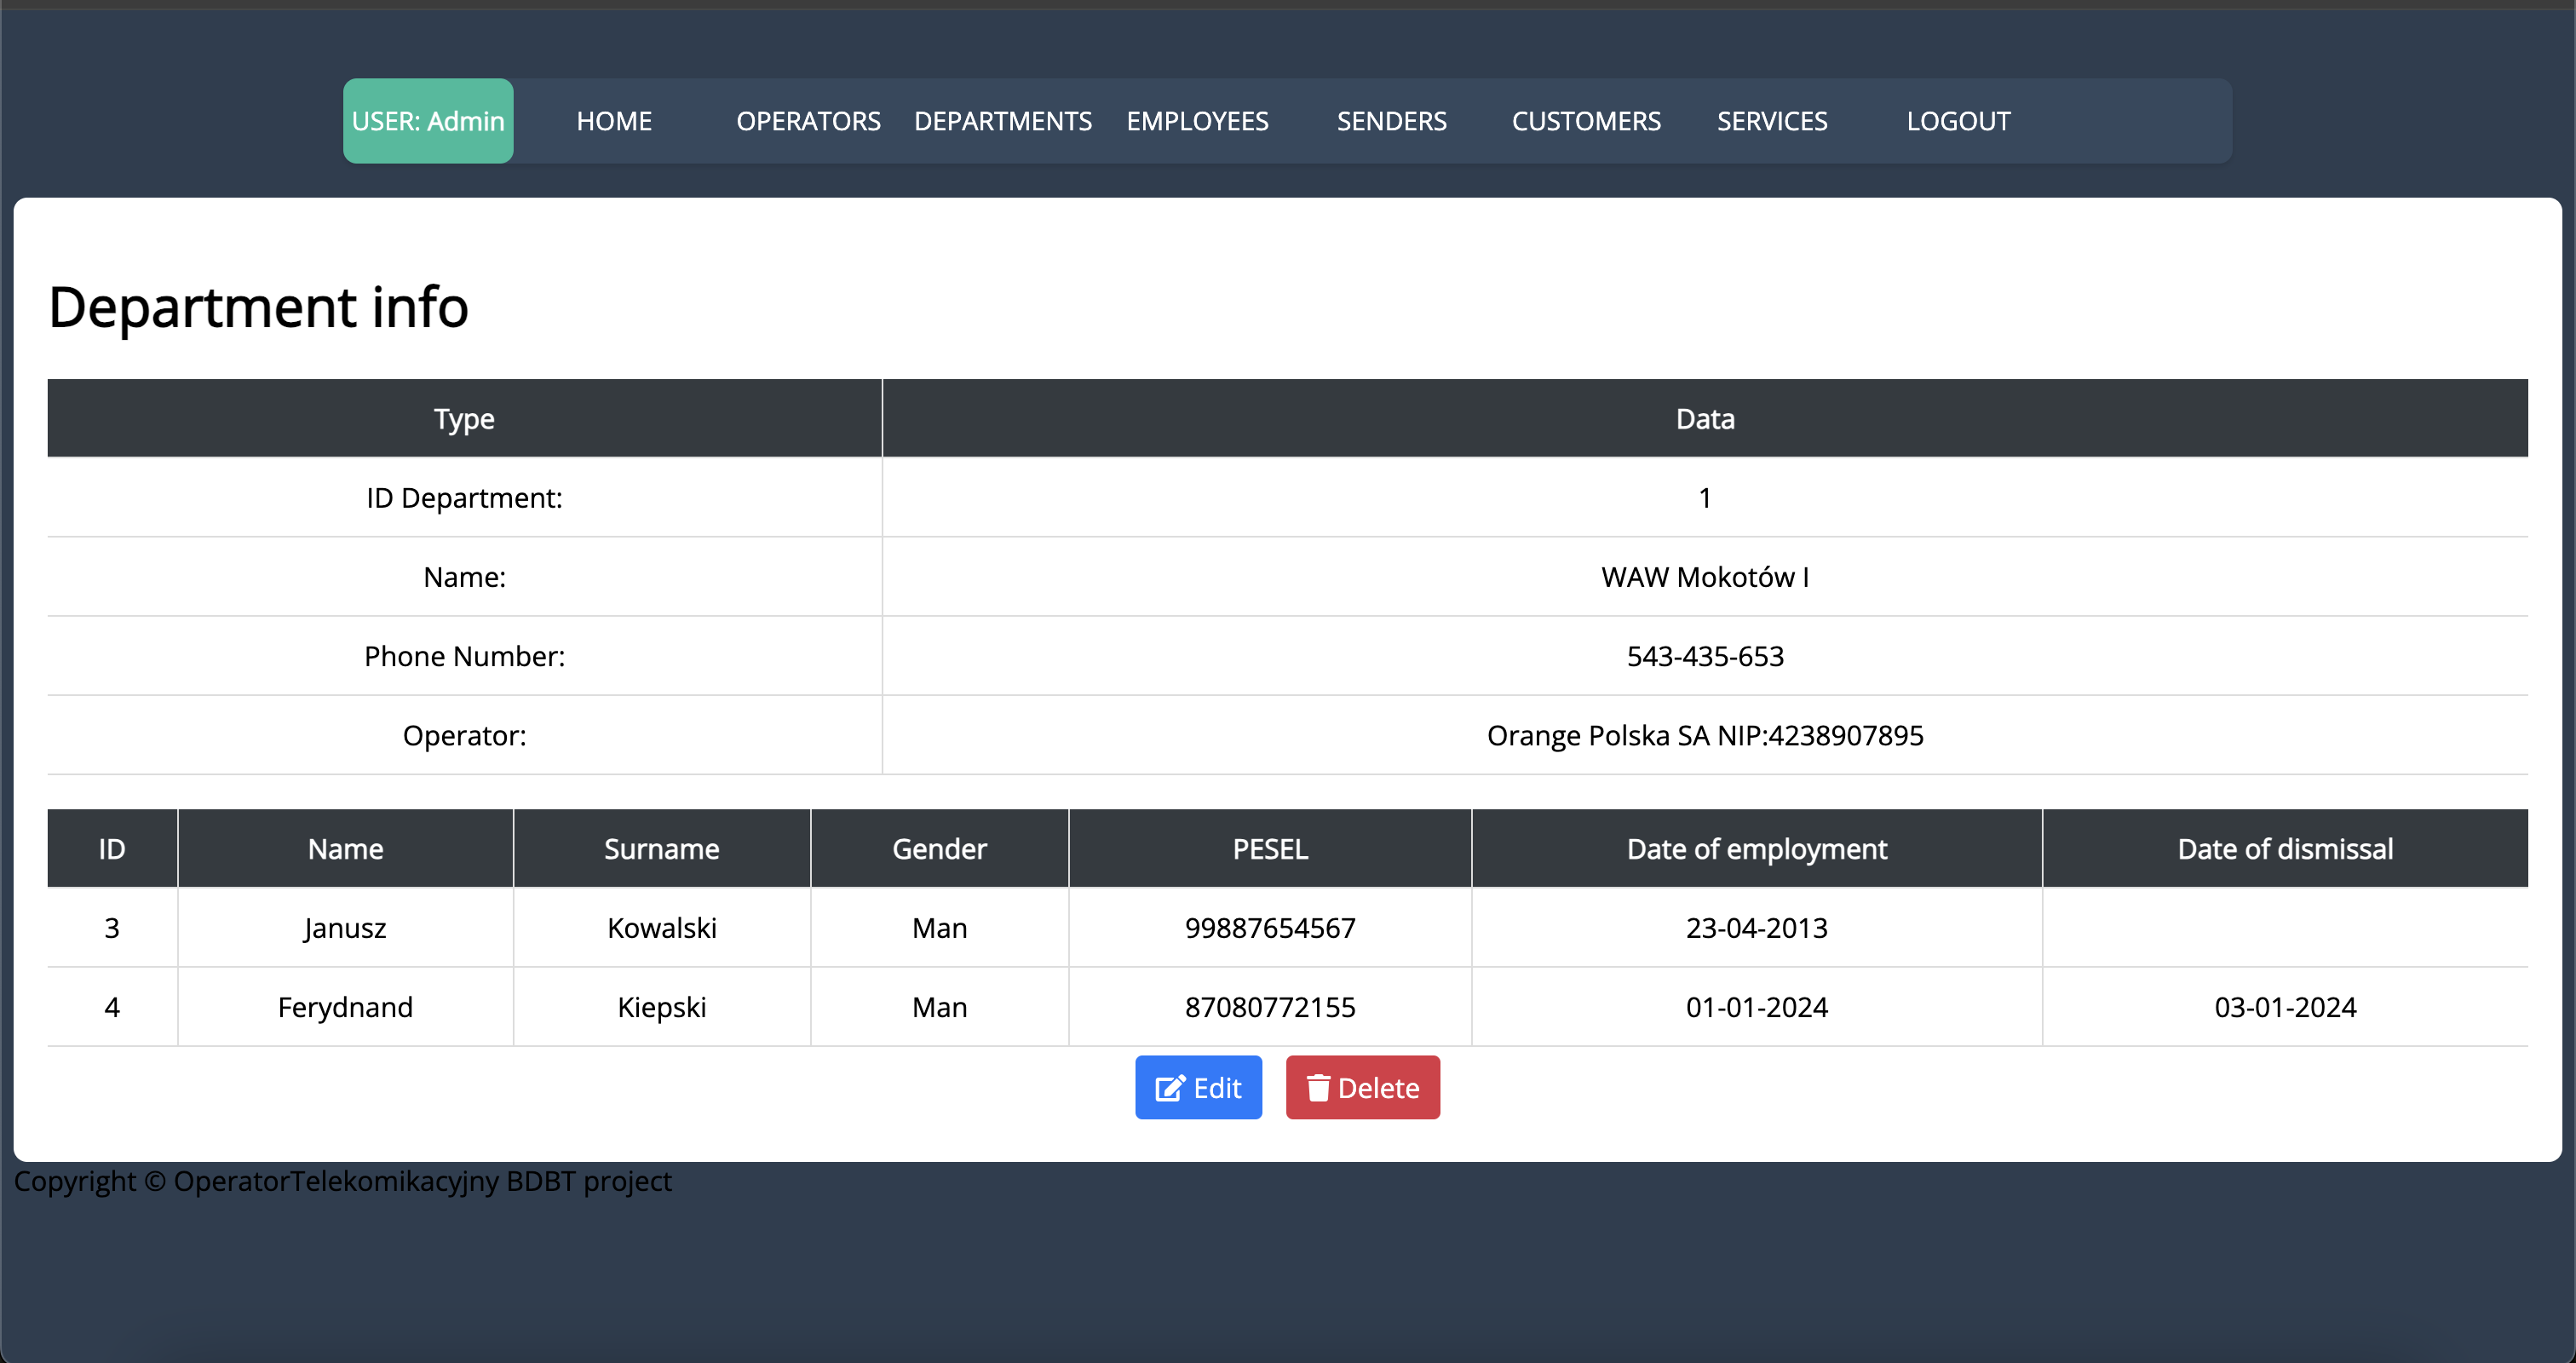 USER: Admin HOME OPERATORS DEPARTMENTS EMPLOYEES SENDERS CUSTOMERS SERVICES LOGOUT
Department info
Type Data
ID Department: 1
Name: WAW Mokotów I
Phone Number: 543-435-653
Operator: Orange Polska SA NIP:4238907895
ID Name Surname Gender PESEL Date of employment Date of dismissal
3 Janusz Kowalski Man 99887654567 23-04-2013
4 Ferydnand Kiepski Man 87080772155 01-01-2024 03-01-2024
Edit Delete
Copyright © OperatorTelekomikacyjny BDBT project